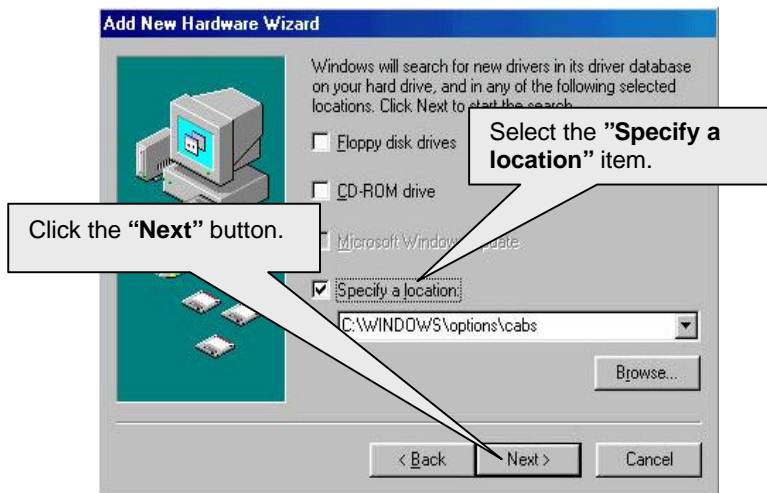 Add New Hardware Wizard
Windows will search for new drivers in its driver database
on your hard drive, and in any of the following selected
locations. Click Next to start the search.
Floppy disk drives
Select the ”Specify a
location” item.
CD-ROM drive
Click the “Next” button.
Microsoft Windows Update
Specify a location:
C:\WINDOWS\options\cabs
Browse...
< Back
Next >
Cancel